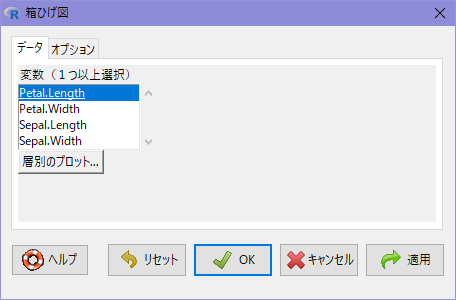 箱ひげ図
データ
オプション
変数（１つ以上選択）
Petal.Length
Petal.Width
Sepal.Length
Sepal.Width
層別のプロット...
ヘルプ
リセット
OK
キャンセル
適用